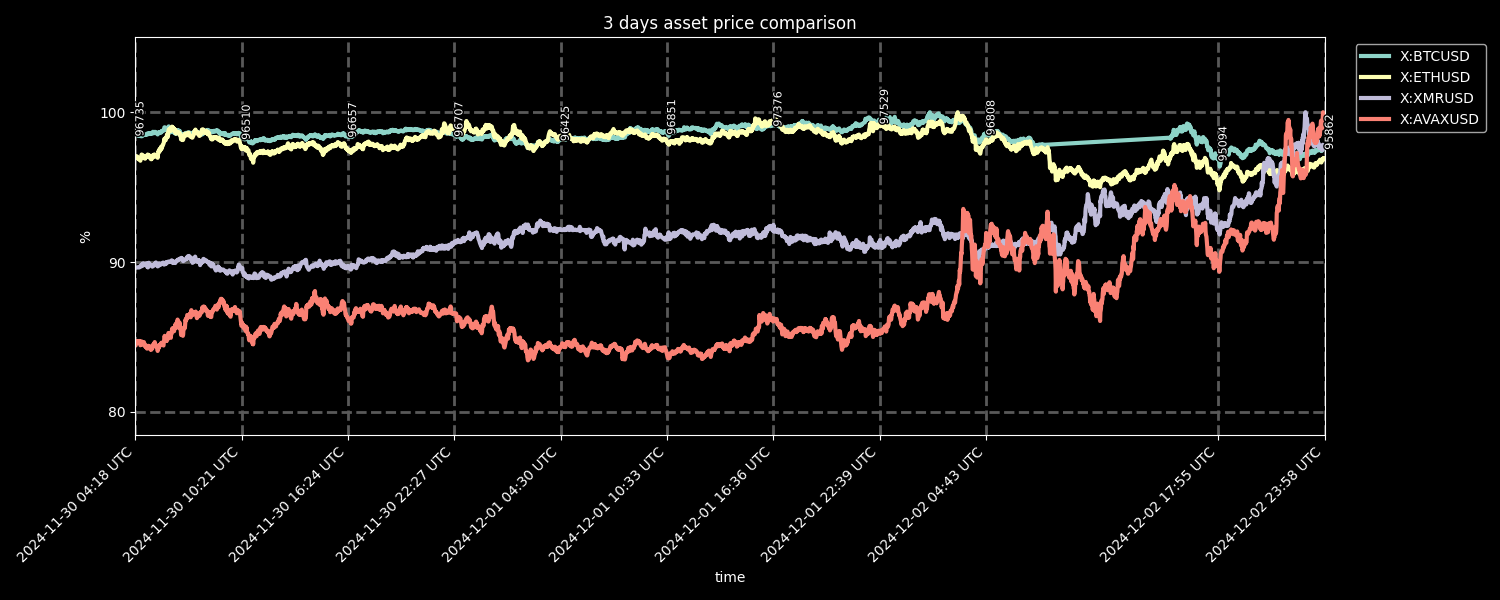 3 days asset price comparison
X:BTCUSD
X:ETHUSD
X:XMRUSD
X:AVAXUSD
100
90
80
%
96735
96510
96657
96707
96425
96851
97376
97529
96808
95094
95862
2024-11-30 04:18 UTC
2024-11-30 10:21 UTC
2024-11-30 16:24 UTC
2024-11-30 22:27 UTC
2024-12-01 04:30 UTC
2024-12-01 10:33 UTC
2024-12-01 16:36 UTC
2024-12-01 22:39 UTC
2024-12-02 04:43 UTC
2024-12-02 17:55 UTC
2024-12-02 23:58 UTC
time